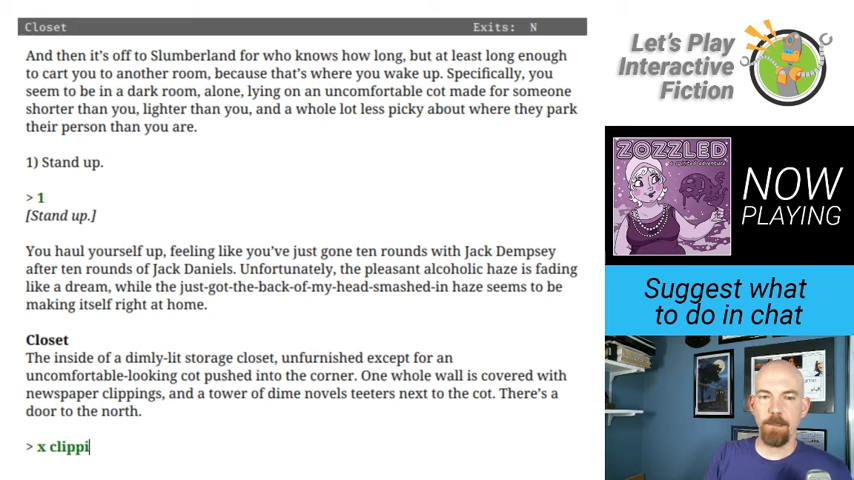 Closet
Exits: N
And then it's off to Slumberland for who knows how long, but at least long enough
to cart you to another room, because that's where you wake up. Specifically, you
seem to be in a dark room, alone, lying on an uncomfortable cot made for someone
shorter than you, lighter than you, and a whole lot less picky about where they park
their person than you are.
1) Stand up.
> 1
[Stand up.]
You haul yourself up, feeling like you've just gone ten rounds with Jack Dempsey
after ten rounds of Jack Daniels. Unfortunately, the pleasant alcoholic haze is fading
like a dream, while the just-got-the-back-of-my-head-smashed-in haze seems to be
making itself right at home.
Closet
The inside of a dimly-lit storage closet, unfurnished except for an
uncomfortable-looking cot pushed into the corner. One whole wall is covered with
newspaper clippings, and a tower of dime novels teeters next to the cot. There's a
door to the north.
> x clippi
Let's Play
Interactive
Fiction
ZOZZLED
a spirited adventure
NOW
PLAYING
Suggest what
to do in chat